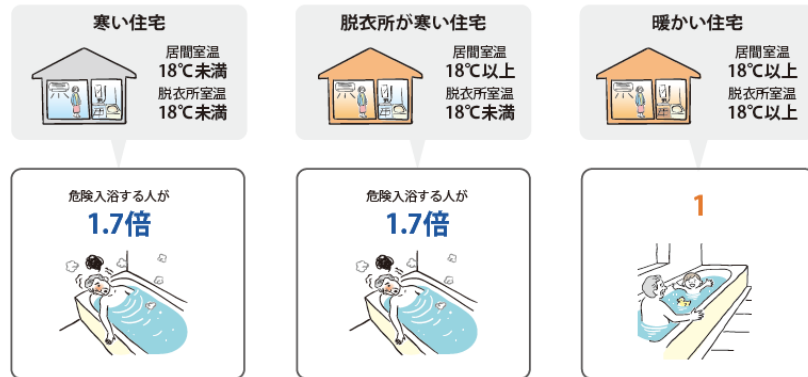 寒い住宅
居間室温
18℃未満
脱衣所室温
18℃未満
脱衣所が寒い住宅
居間室温
18℃以上
脱衣所室温
18℃未満
暖かい住宅
居間室温
18℃以上
脱衣所室温
18℃以上
危険入浴する人が
1.7倍
危険入浴する人が
1.7倍
1